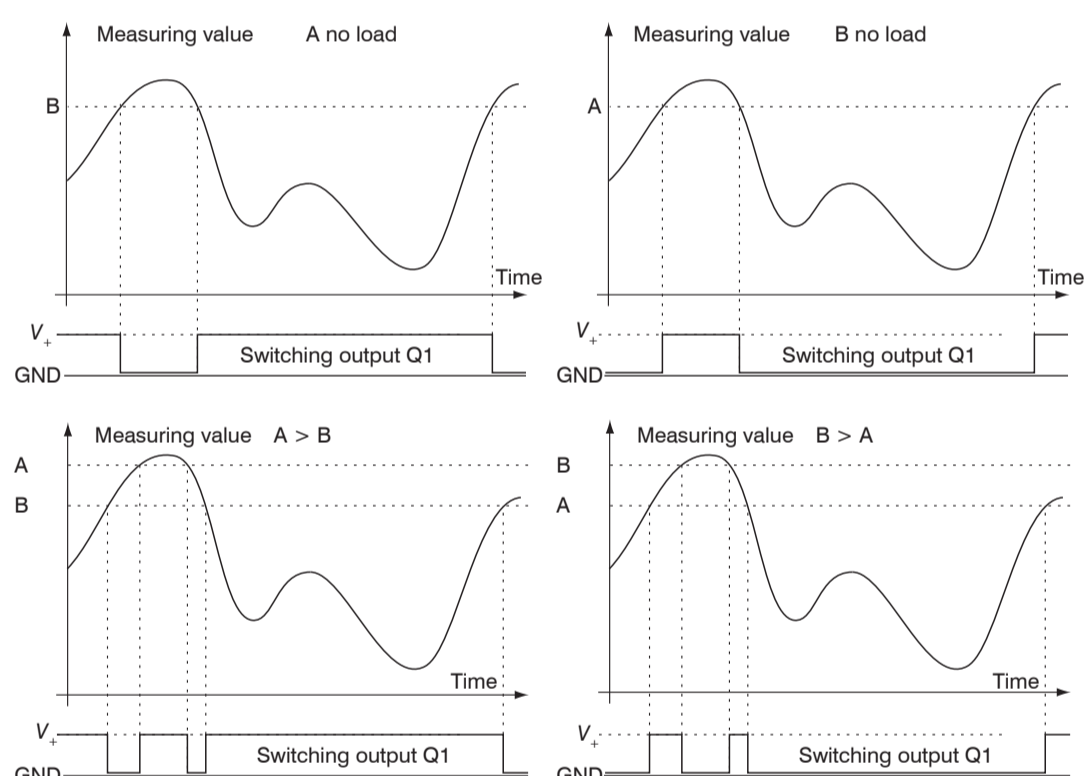 Measuring value A no load
B
Time
V+
Switching output Q1
GND
Measuring value B no load
A
Time
V+
Switching output Q1
GND
Measuring value A > B
A
B
Time
V+
Switching output Q1
GND
Measuring value B > A
B
A
Time
V+
Switching output Q1
GND